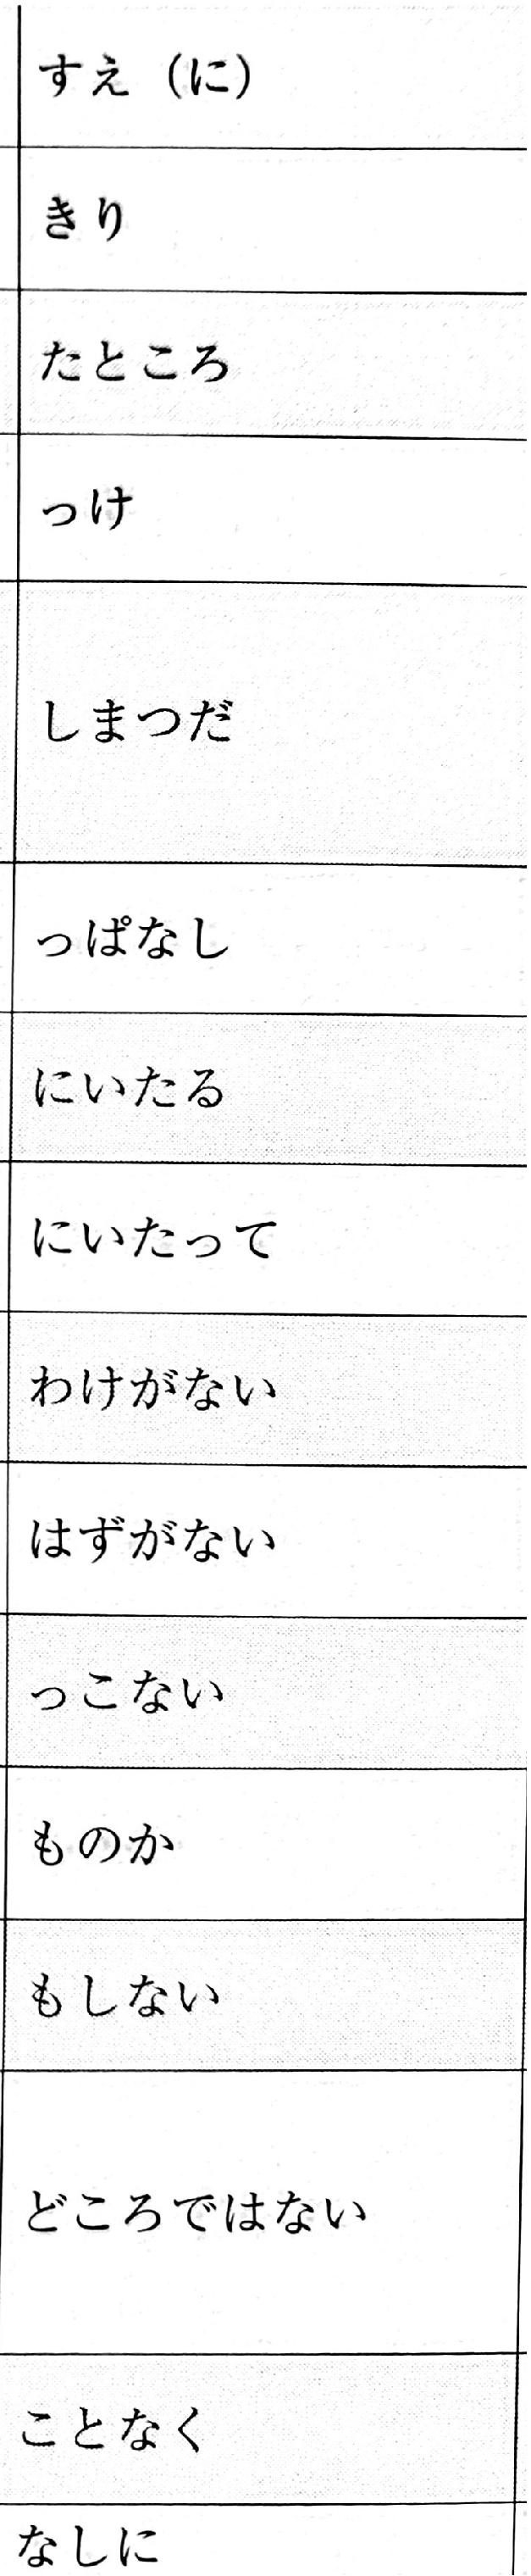 すえ（に）
きり
たところ
っけ
しまつだ
っぱなし
にいたる
にいたって
わけがない
はずがない
っこない
ものか
もしない
どころではない
ことなく
なしに